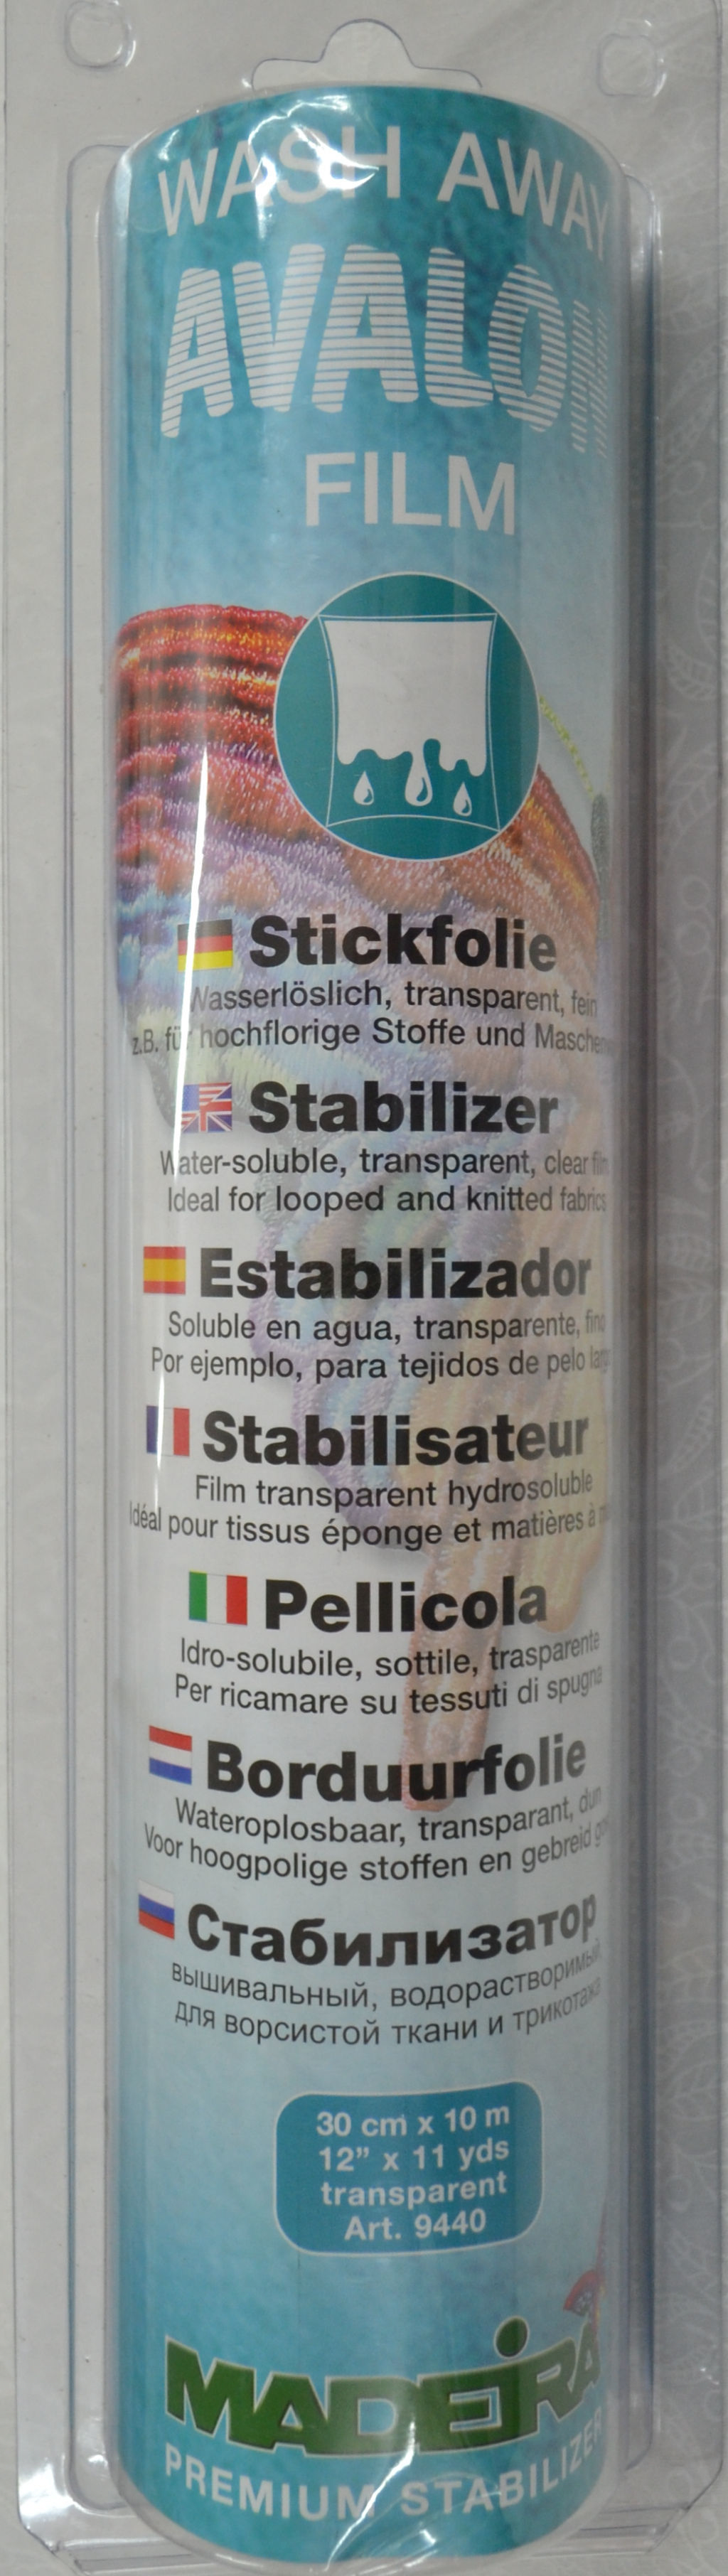 WASH AWAY
AVALON
FILM
Stickfolie
Wasserlöslich, transparent, fein
z.B. für hochflorige Stoffe und
Stabilizer
Water-soluble, transparent, clear film
Ideal for looped and knitted fabrics
Estabilizador
Soluble en agua, transparente, fino
Por ejemplo, para tejidos de pelo
Stabilisateur
Film transparent hydrosoluble
Idéal pour tissus éponge et matières à
Pellicola
Idro-solubile, sottile, trasparente
Per ricamare su tessuti di spugna
Borduurfolie
Wateroplosbaar, transparant, dun
Voor hoogpolige stoffen en gebreid
Стабилизатор
вышивальный, водорастворимый
для ворсистой ткани и трикотажа
30 cm x 10 m
12” x 11 yds
transparent
Art. 9440
MADEIRA
PREMIUM STABILIZER